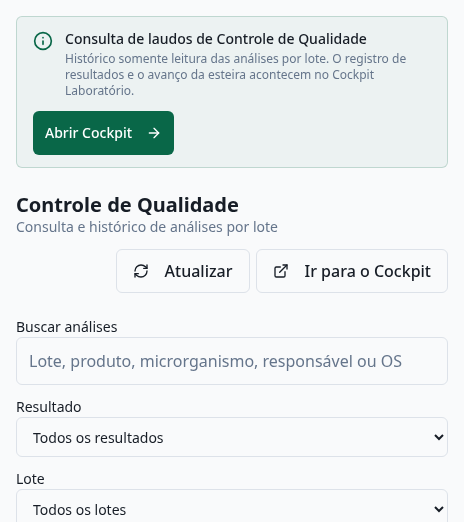 Consulta de laudos de Controle de Qualidade
Histórico somente leitura das análises por lote. O registro de
resultados e o avanço da esteira acontecem no Cockpit
Laboratório.
Abrir Cockpit
Controle de Qualidade
Consulta e histórico de análises por lote
Atualizar
Ir para o Cockpit
Buscar análises
Lote, produto, microrganismo, responsável ou OS
Resultado
Todos os resultados
Lote
Todos os lotes